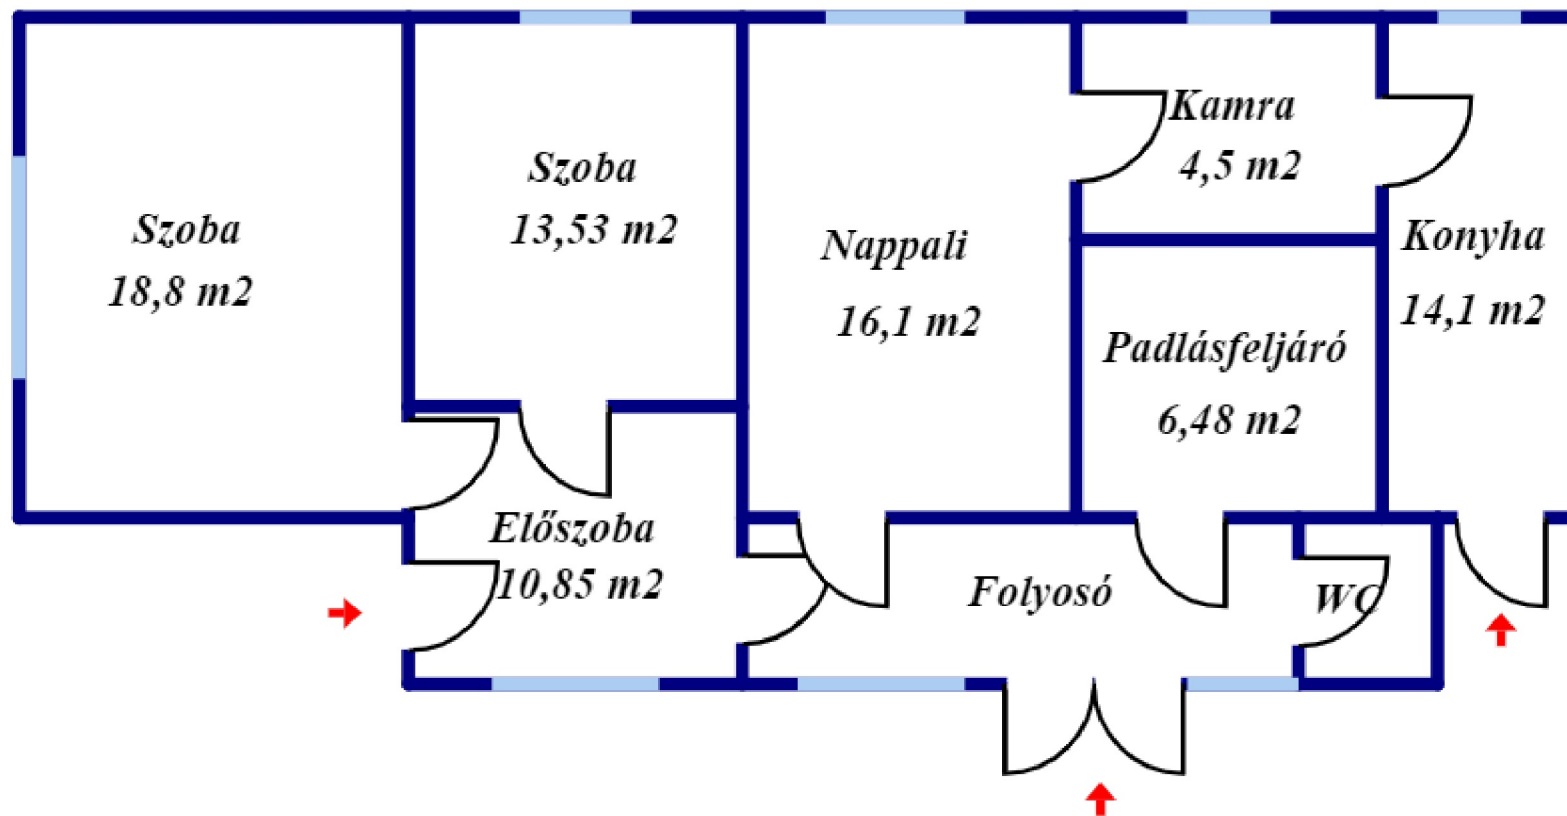 Szoba
18,8 m2
Szoba
13,53 m2
Nappali
16,1 m2
Kamra
4,5 m2
Padlásfeljáró
6,48 m2
Konyha
14,1 m2
Előszoba
10,85 m2
Folyosó
WC